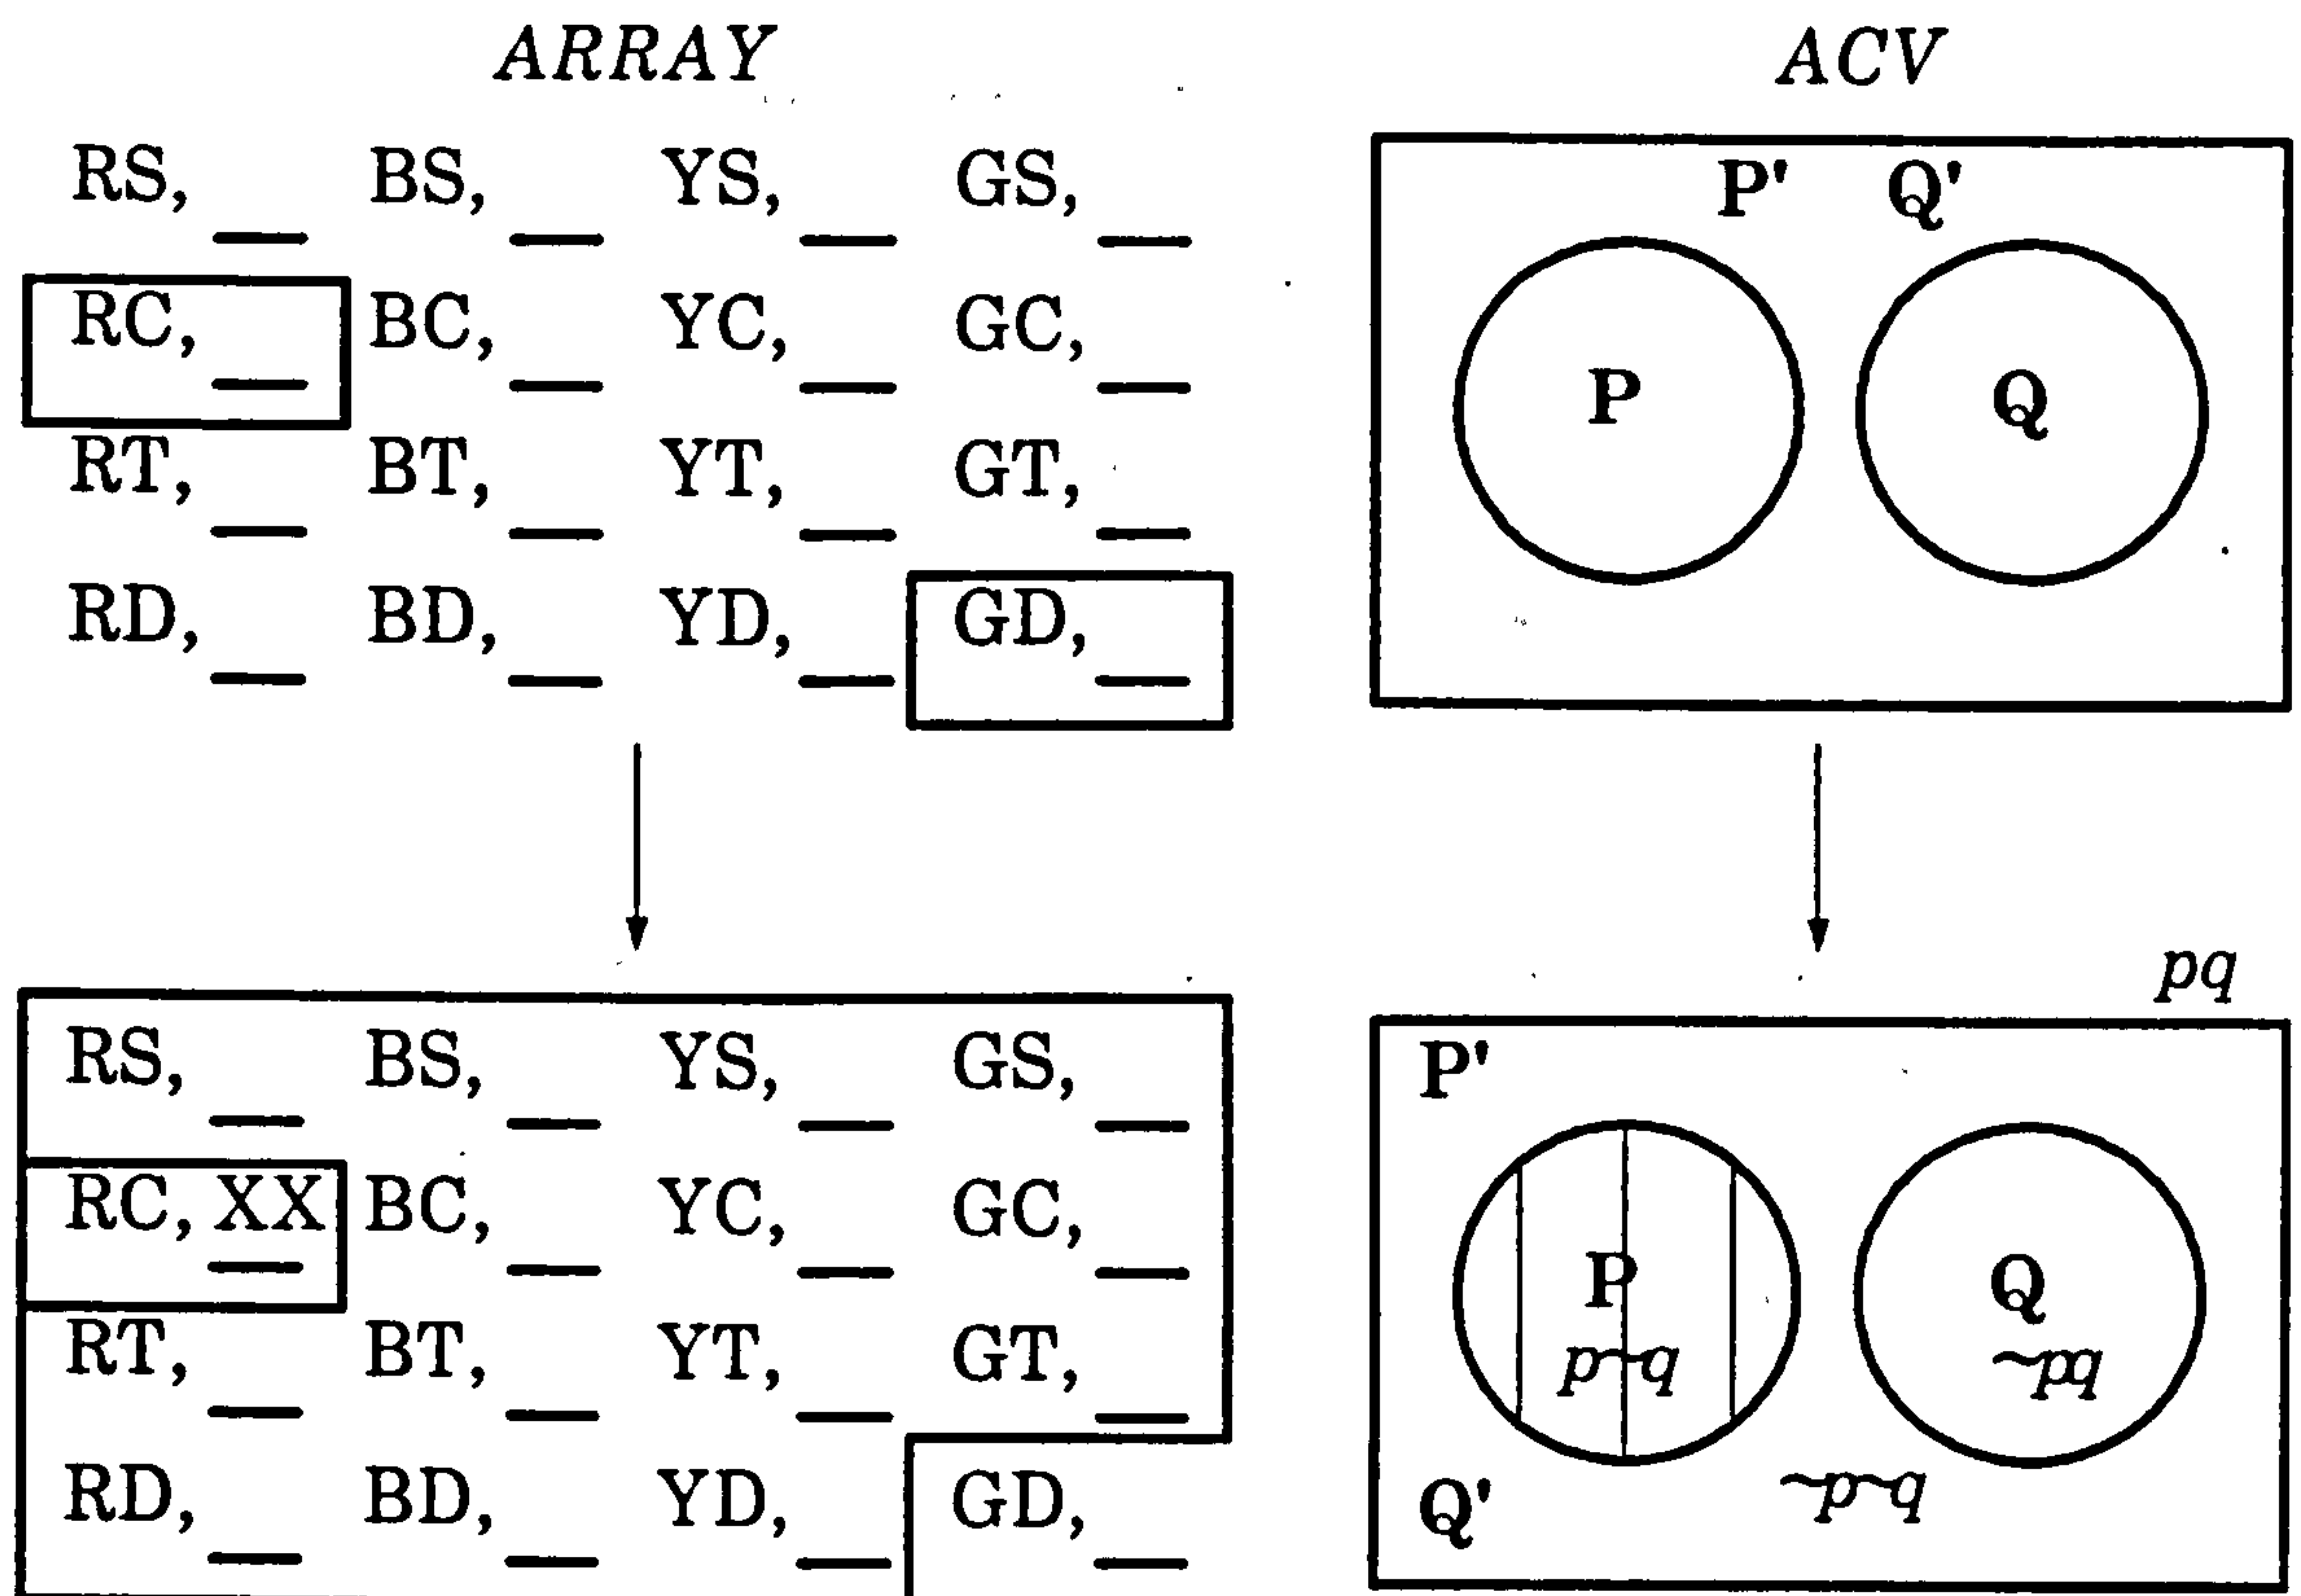 ARRAY
RS, __ BS, __ YS, __ GS, __
RC, __ BC, __ YC, __ GC, __
RT, __ BT, __ YT, __ GT, __
RD, __ BD, __ YD, __ GD, __
RS, __ BS, __ YS, __ GS, __
RC, XX BC, __ YC, __ GC, __
RT, __ BT, __ YT, __ GT, __
RD, __ BD, __ YD, __ GD, __
ACV
P' Q'
P Q
pq
P'
P Q
p~q ~pq
~p~q
Q'